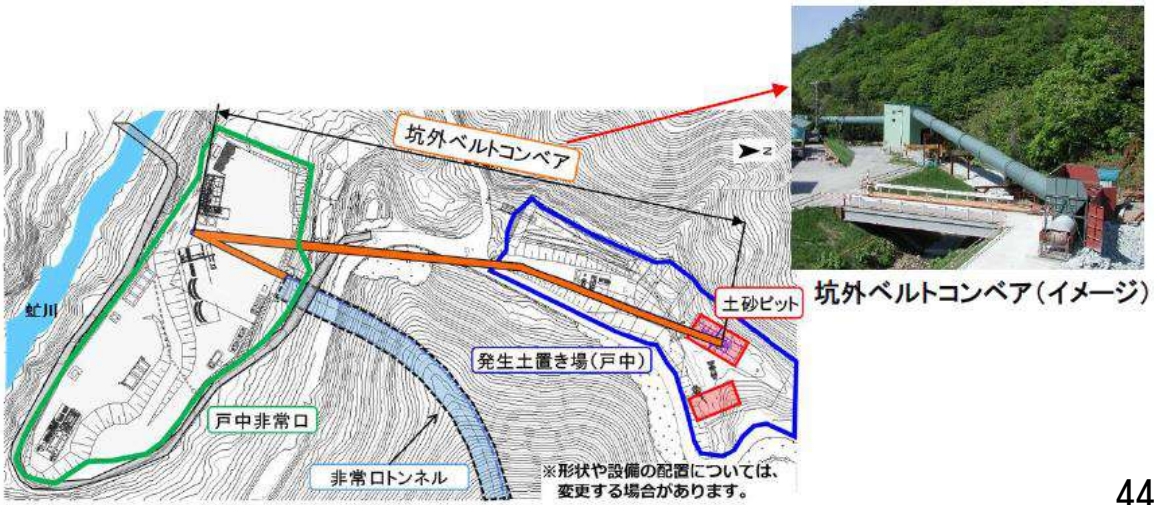 坑外ベルトコンベア
N
坑外ベルトコンベア(イメージ)
土砂ピット
虻川
発生土置き場(戸中)
戸中非常口
非常口トンネル
※形状や設備の配置については、
変更する場合があります。
44